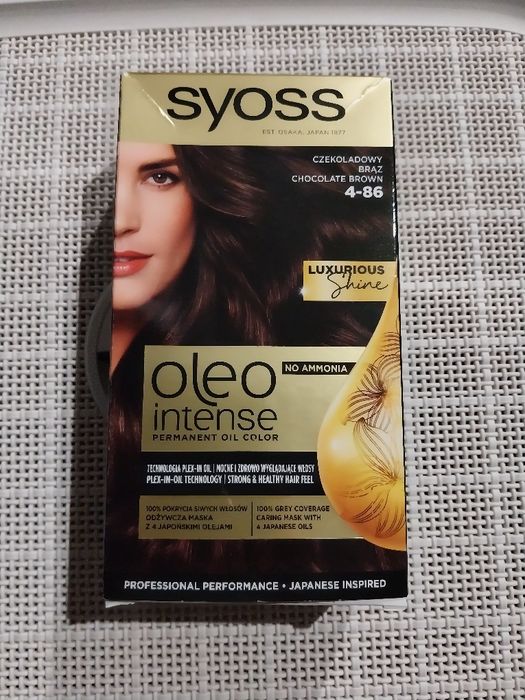 syoss
EST. OSAKA, JAPAN 1877
CZEKOLADOWY
BRĄZ
CHOCOLATE BROWN
4-86
LUXURIOUS
Shine
NO AMMONIA
oleo
intense
PERMANENT OIL COLOR
TECHNOLOGIA PLEX-IN OIL | MOCNE I ZDROWO WYGLĄDAJĄCE WŁOSY
PLEX-IN-OIL TECHNOLOGY | STRONG & HEALTHY HAIR FEEL
100% POKRYCIA SIWYCH WŁOSÓW
ODŻYWCZA MASKA
Z 4 JAPOŃSKIMI OLEJAMI
100% GREY COVERAGE
CARING MASK WITH
4 JAPANESE OILS
PROFESSIONAL PERFORMANCE • JAPANESE INSPIRED